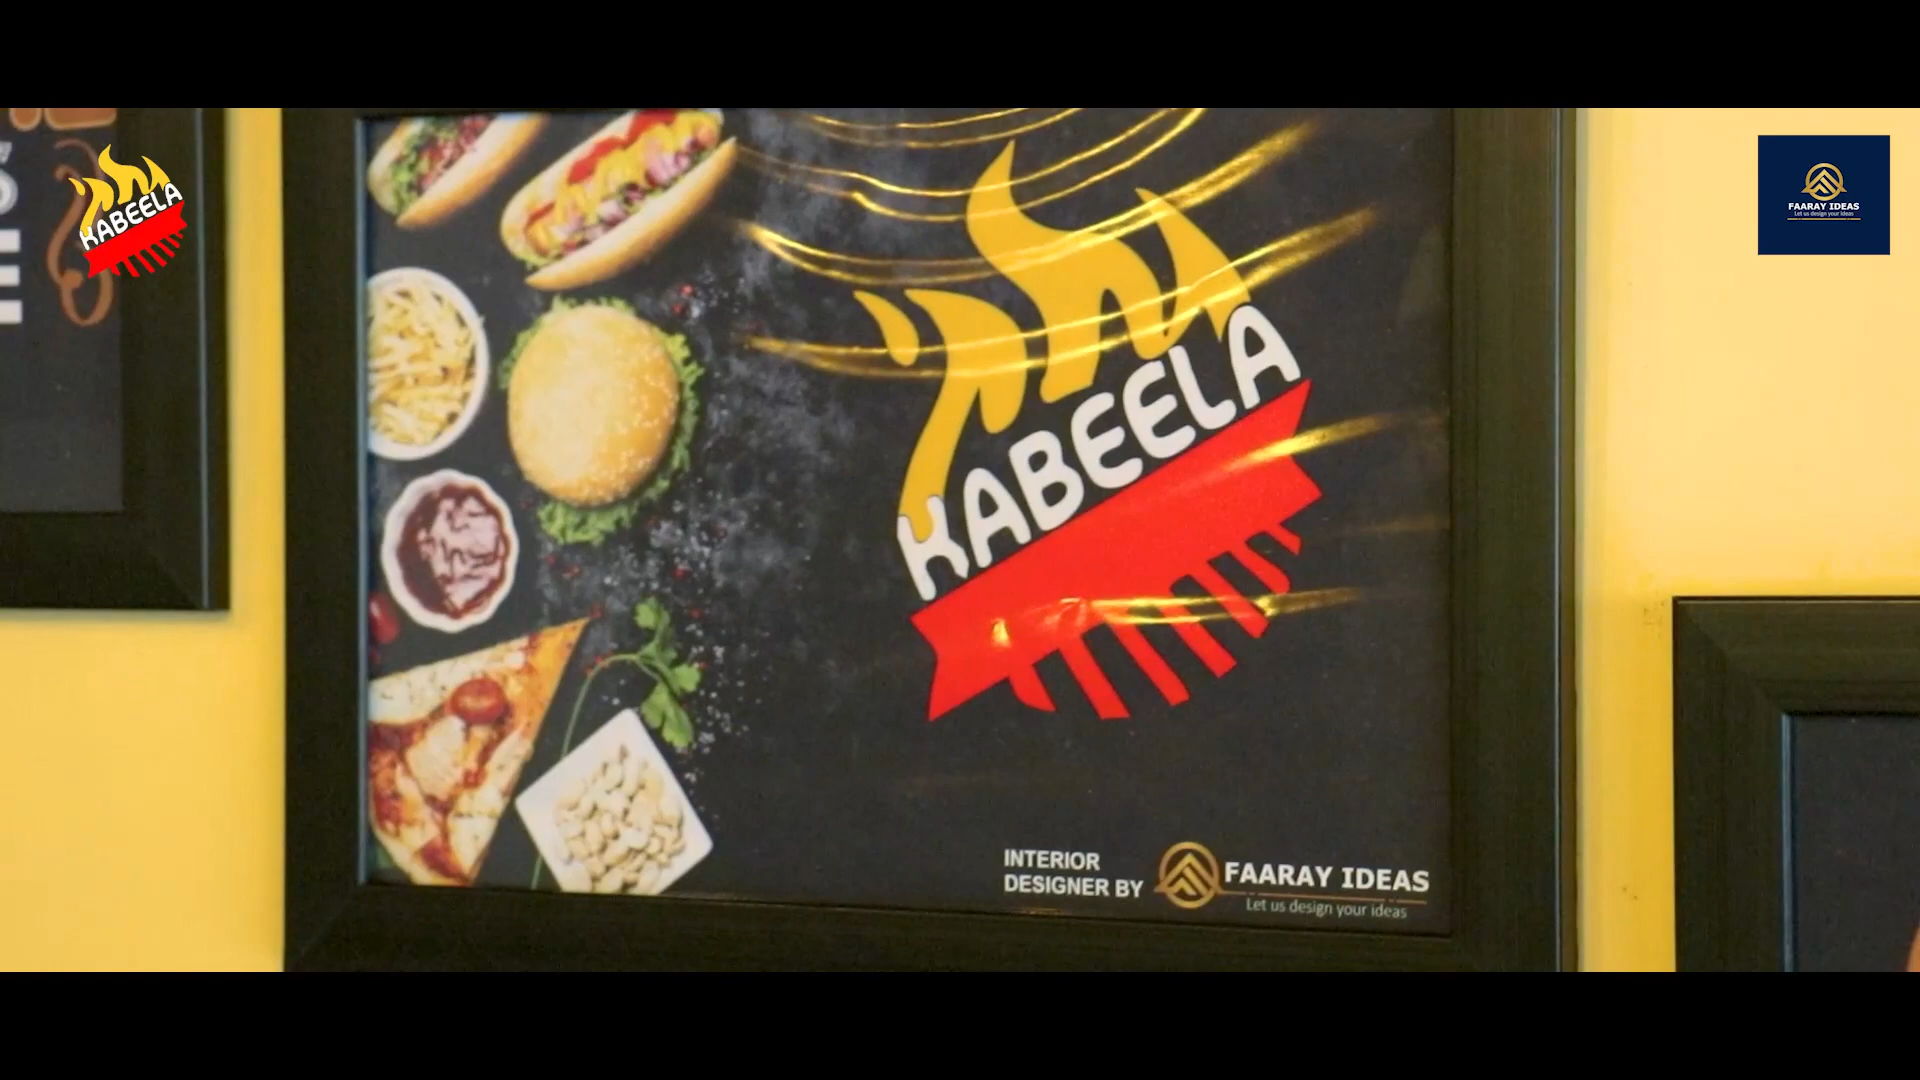 KABEELA
FAARAY IDEAS
Let us design your ideas
KABEELA
INTERIOR
DESIGNER BY
FAARAY IDEAS
Let us design your ideas